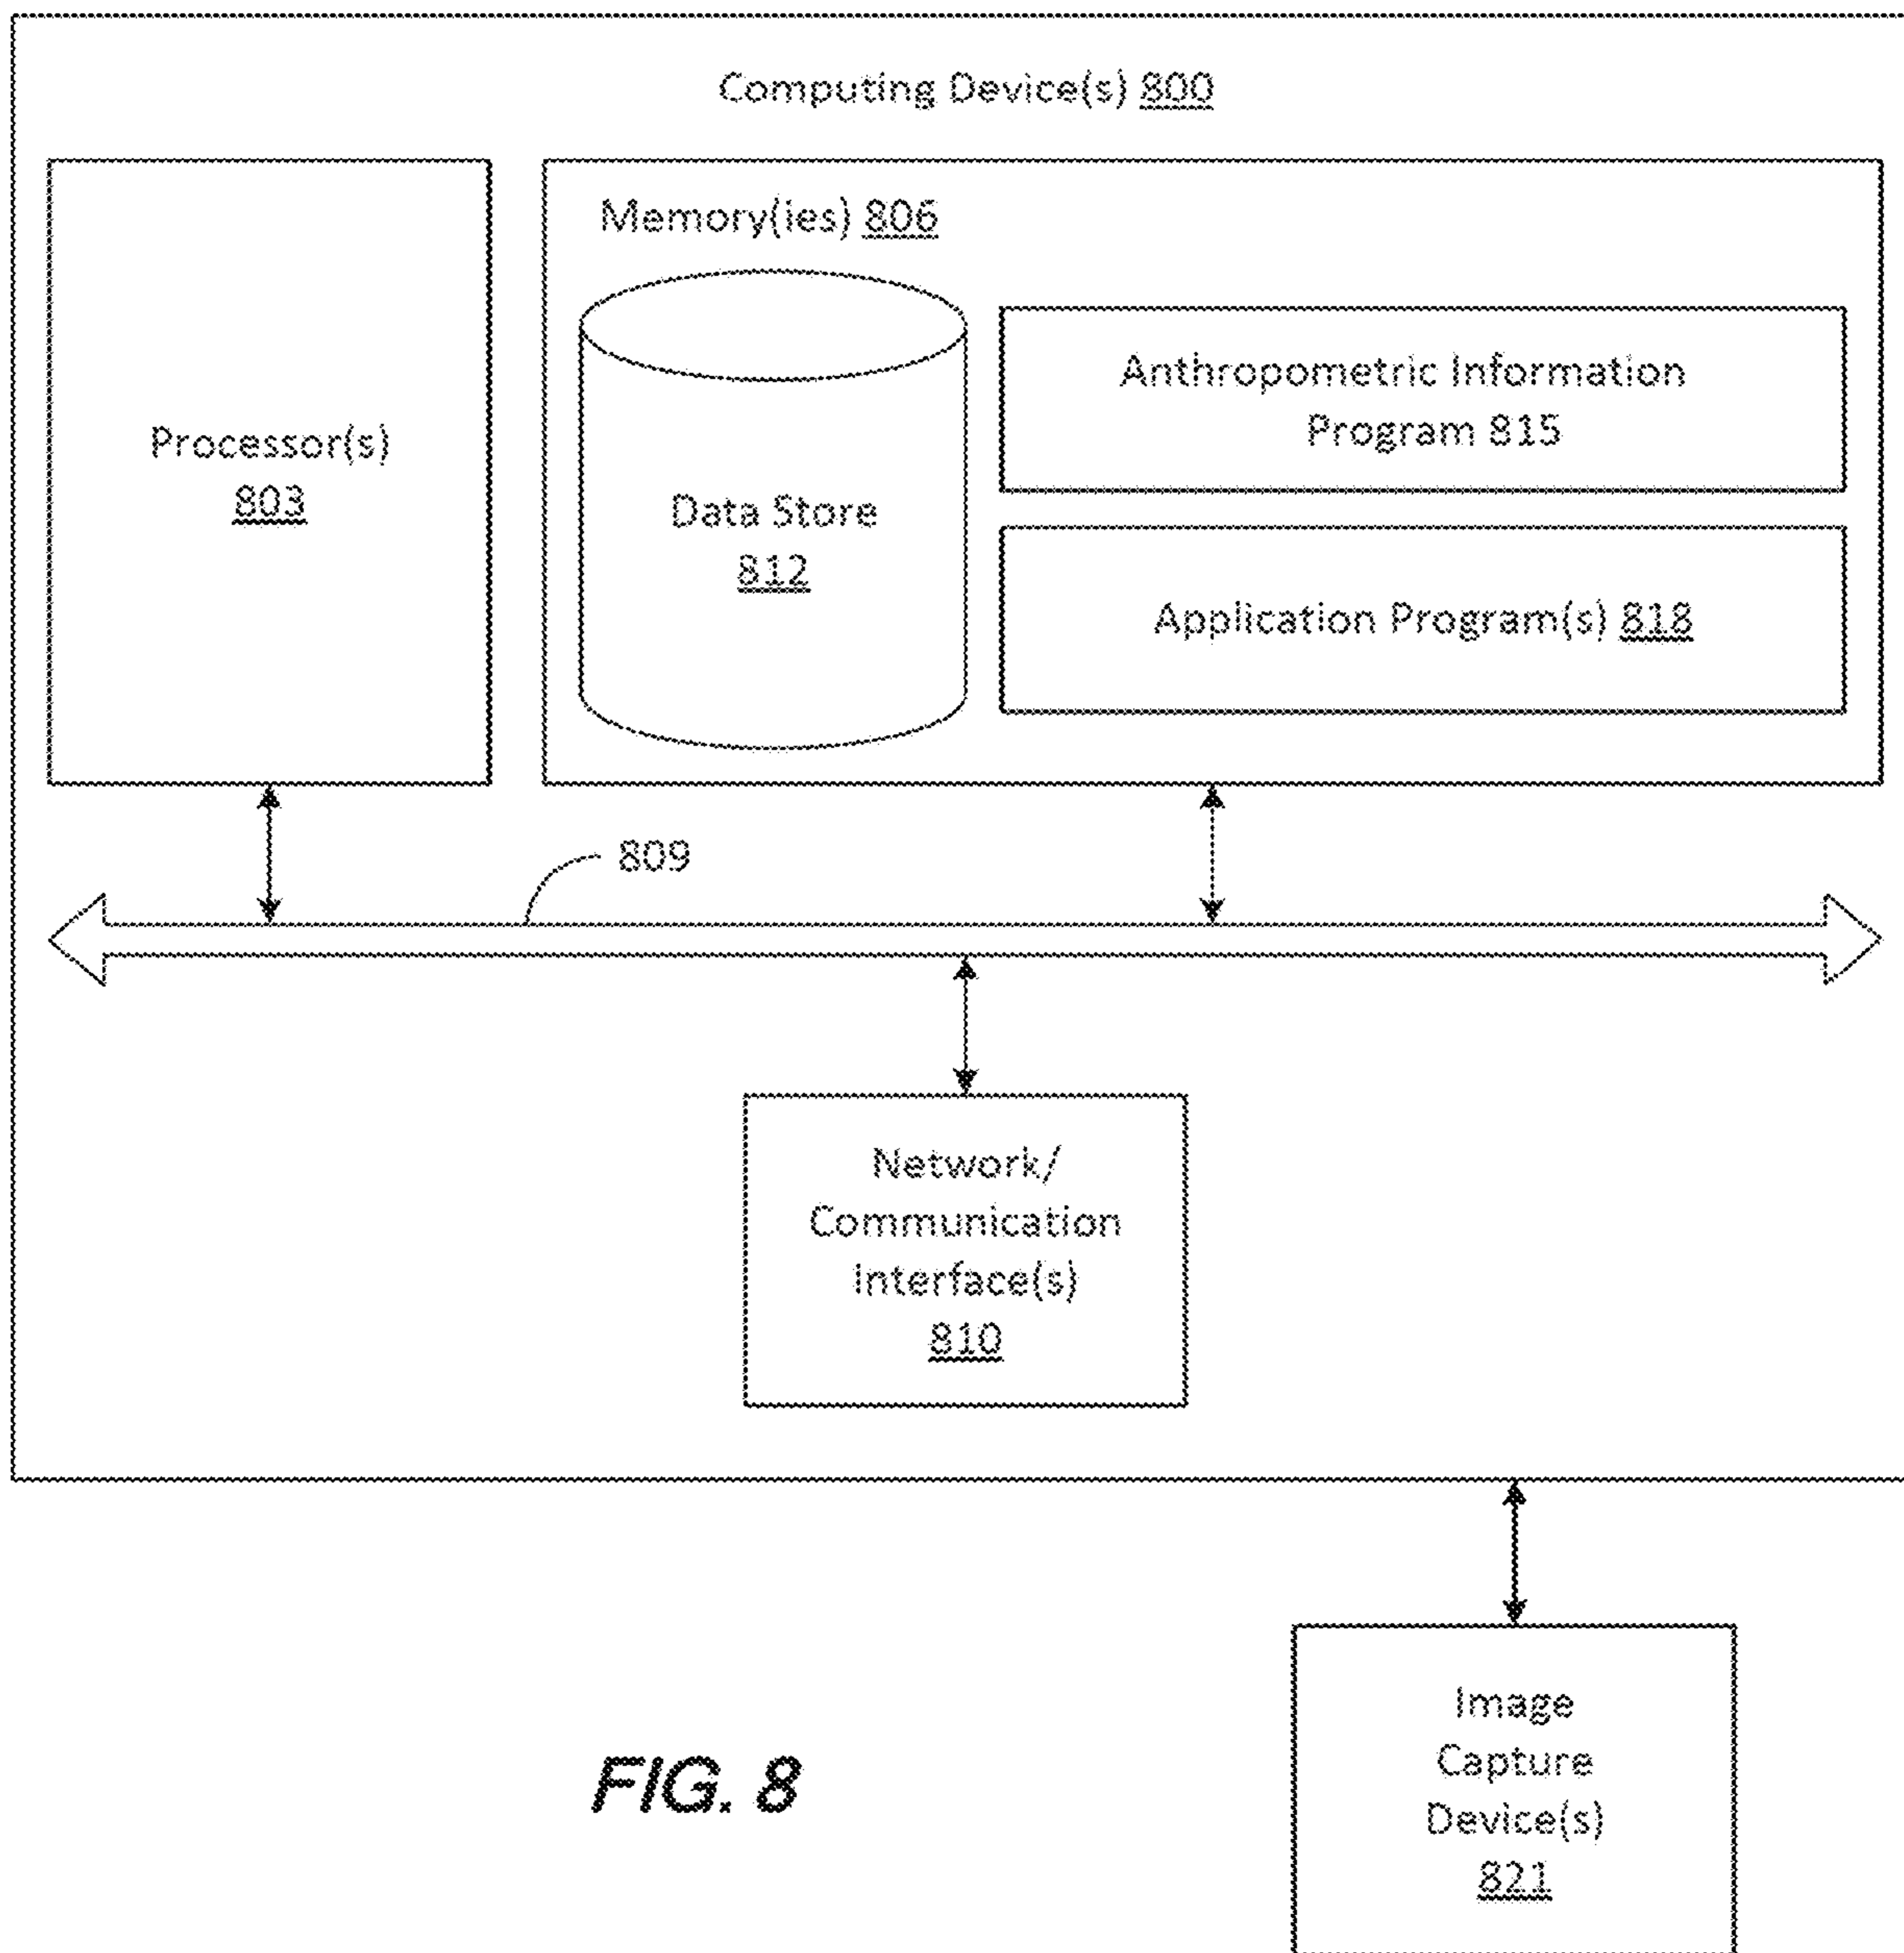 Computing Device(s) 800
Processor(s)
803
Memory(ies) 806
Data Store
812
Anthropometric Information
Program 815
Application Program(s) 818
809
Network/
Communication
Interface(s)
810
Image
Capture
Device(s)
821
FIG. 8